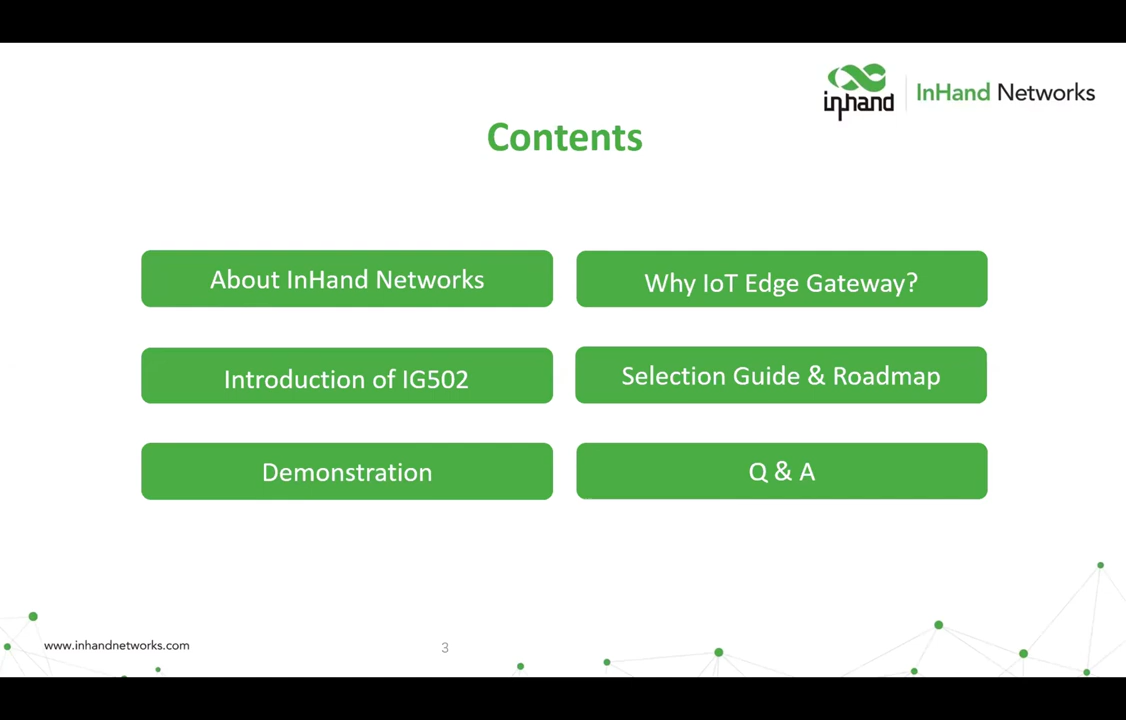 inhand
InHand Networks
Contents
About InHand Networks
Why IoT Edge Gateway?
Introduction of IG502
Selection Guide & Roadmap
Demonstration
Q & A
www.inhandnetworks.com
3